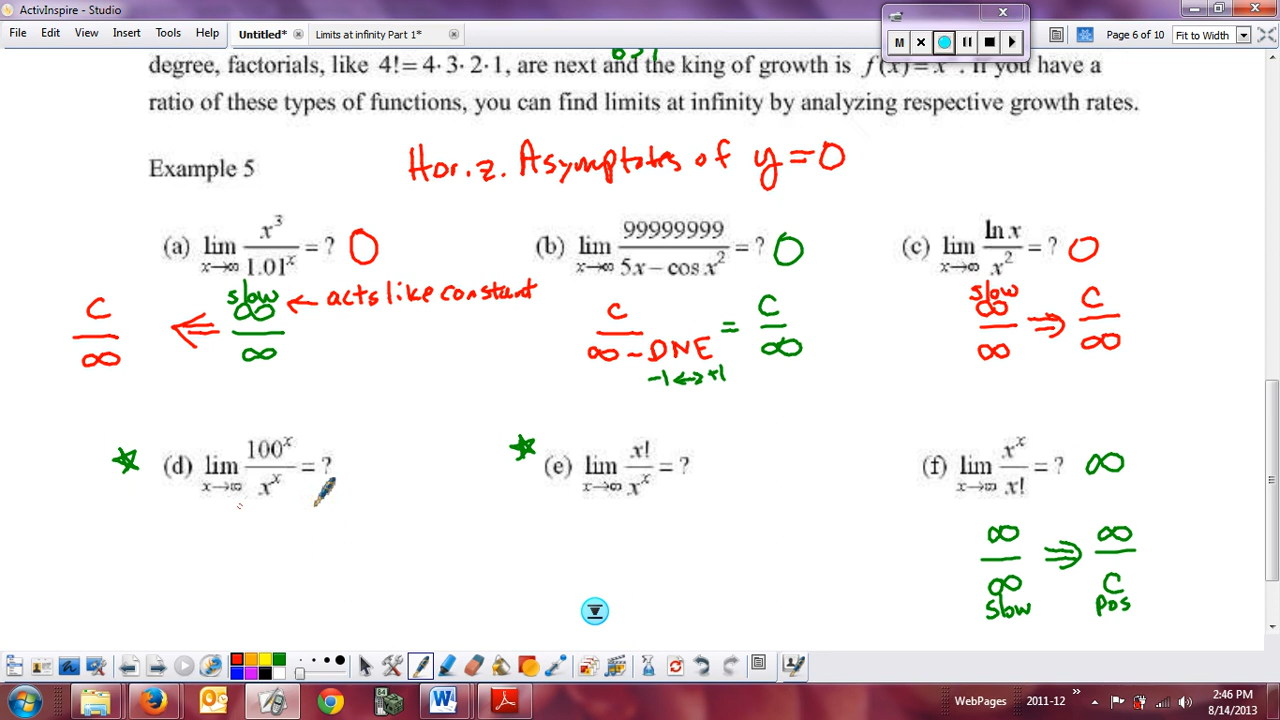 ActivInspire - Studio
File Edit View Insert Tools Help Untitled* Limits at infinity Part 1* M Page 6 of 10 Fit to Width
b>1
degree, factorials, like 4! = 4· 3· 2·1, are next and the king of growth is f(x) = x . If you have a
ratio of these types of functions, you can find limits at infinity by analyzing respective growth rates.
Example 5 Horiz. Asymptotes of y=0
(a) lim x→∞ x³/1.01ˣ = ? 0 (b) lim x→∞ 99999999/(5x − cos x²) = ? 0 (c) lim x→∞ ln x/x² = ? 0
C/∞ ⇐ slow ∞/∞ ← acts like constant C/(∞ − DNE) = C/∞ slow ∞/∞ ⇒ C/∞
-1 ↔ +1
☆ (d) lim x→∞ 100ˣ/xˣ = ? ☆ (e) lim x→∞ x!/xˣ = ? (f) lim x→∞ xˣ/x! = ? ∞
∞/∞ slow ⇒ ∞/C pos
WebPages 2011-12 » 2:46 PM
8/14/2013